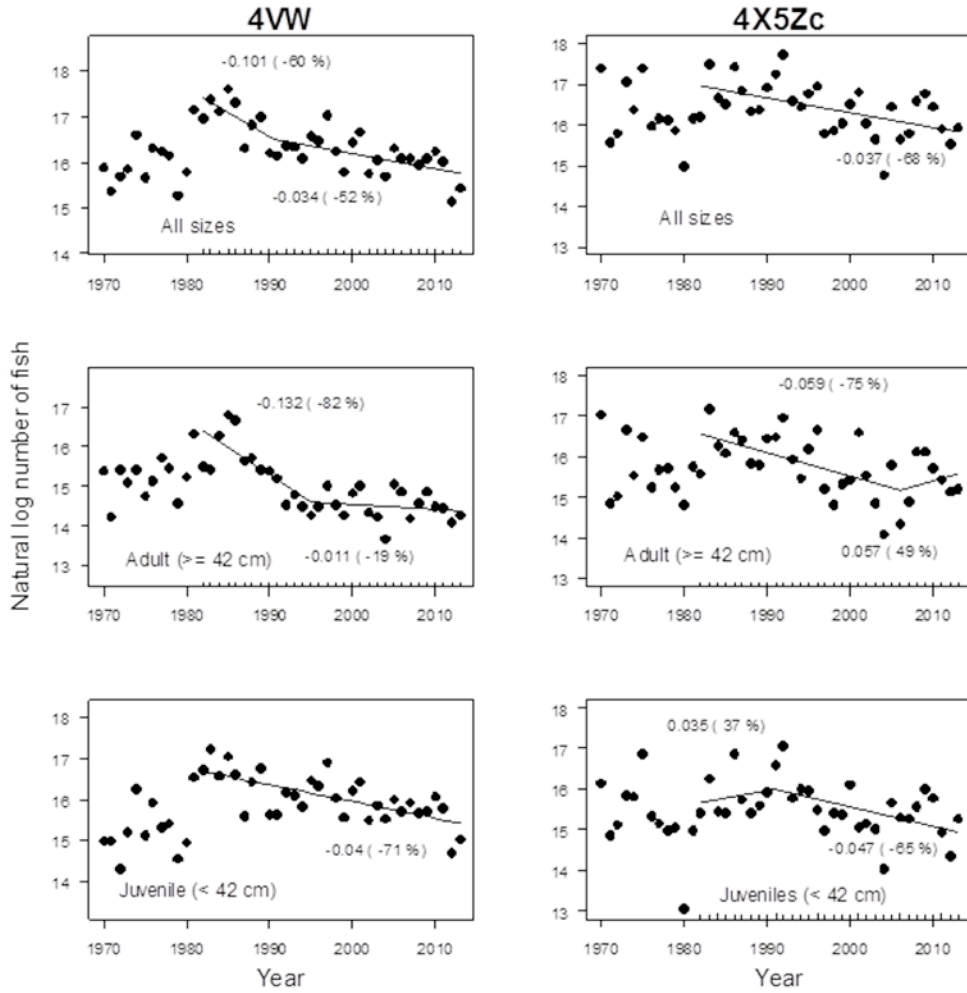 4VW
4X5Zc
Natural log number of fish
17
16
15
14
-0.101 ( -60 %)
-0.034 ( -52 %)
All sizes
1970 1980 1990 2000 2010
18
17
16
15
14
13
-0.037 ( -68 %)
All sizes
1970 1980 1990 2000 2010
17
16
15
14
13
-0.132 ( -82 %)
Adult (>= 42 cm)
-0.011 ( -19 %)
1970 1980 1990 2000 2010
18
17
16
15
14
13
-0.059 ( -75 %)
Adult (>= 42 cm)
0.057 ( 49 %)
1970 1980 1990 2000 2010
18
17
16
15
14
-0.04 ( -71 %)
Juvenile (< 42 cm)
1970 1980 1990 2000 2010
Year
18
17
16
15
14
13
0.035 ( 37 %)
-0.047 ( -65 %)
Juveniles (< 42 cm)
1970 1980 1990 2000 2010
Year